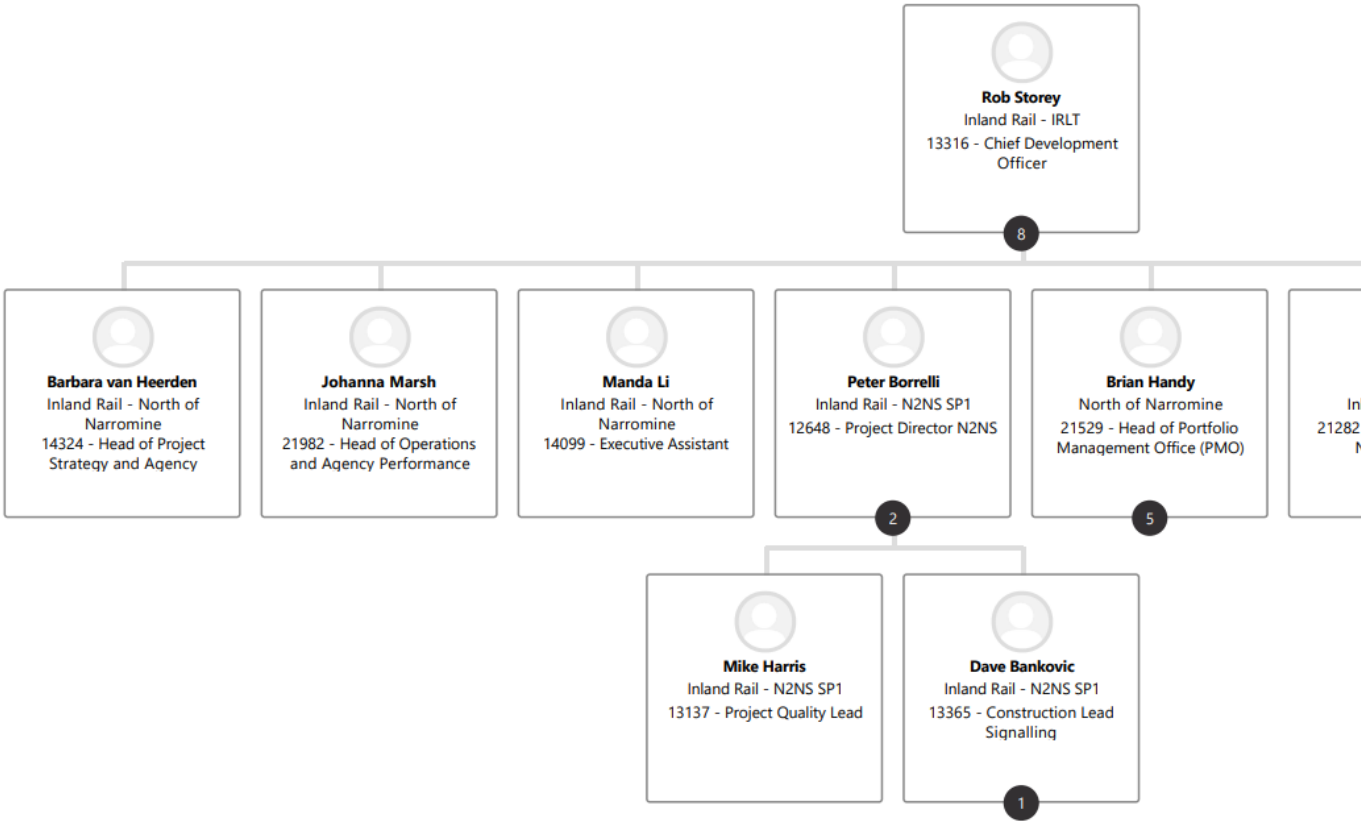 Rob Storey
Inland Rail - IRLT
13316 - Chief Development
Officer
8
Barbara van Heerden
Inland Rail - North of
Narromine
14324 - Head of Project
Strategy and Agency
Johanna Marsh
Inland Rail - North of
Narromine
21982 - Head of Operations
and Agency Performance
Manda Li
Inland Rail - North of
Narromine
14099 - Executive Assistant
Peter Borrelli
Inland Rail - N2NS SP1
12648 - Project Director N2NS
2
Brian Handy
North of Narromine
21529 - Head of Portfolio
Management Office (PMO)
5
21282
Mike Harris
Inland Rail - N2NS SP1
13137 - Project Quality Lead
Dave Bankovic
Inland Rail - N2NS SP1
13365 - Construction Lead
Signalling
1